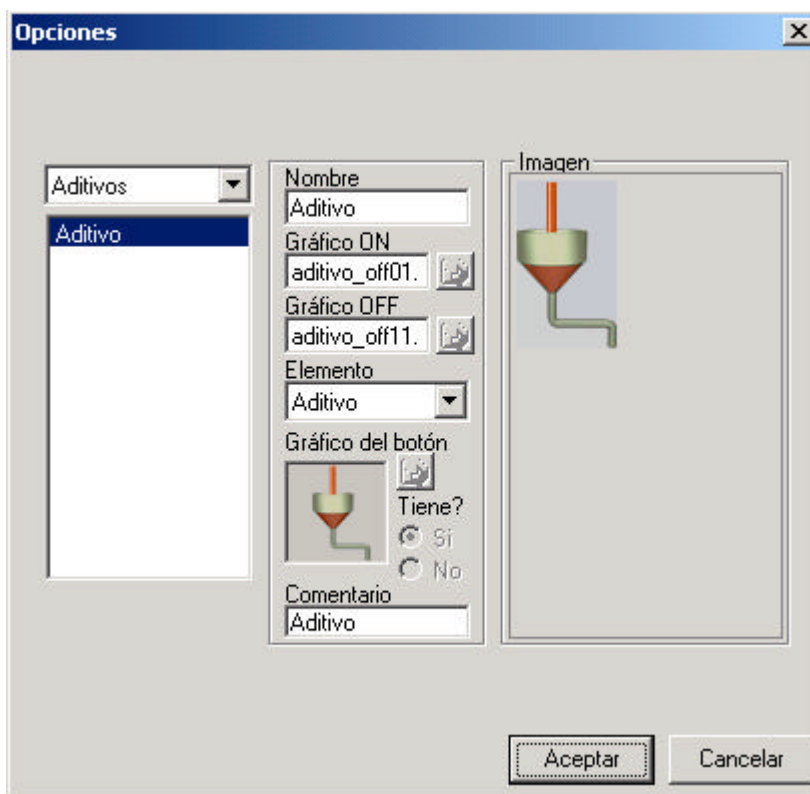 Opciones
Aditivos
Aditivo
Nombre
Aditivo
Gráfico ON
aditivo_off01.
Gráfico OFF
aditivo_off11.
Elemento
Aditivo
Gráfico del botón
Tiene?
Si
No
Comentario
Aditivo
Imagen
Aceptar
Cancelar